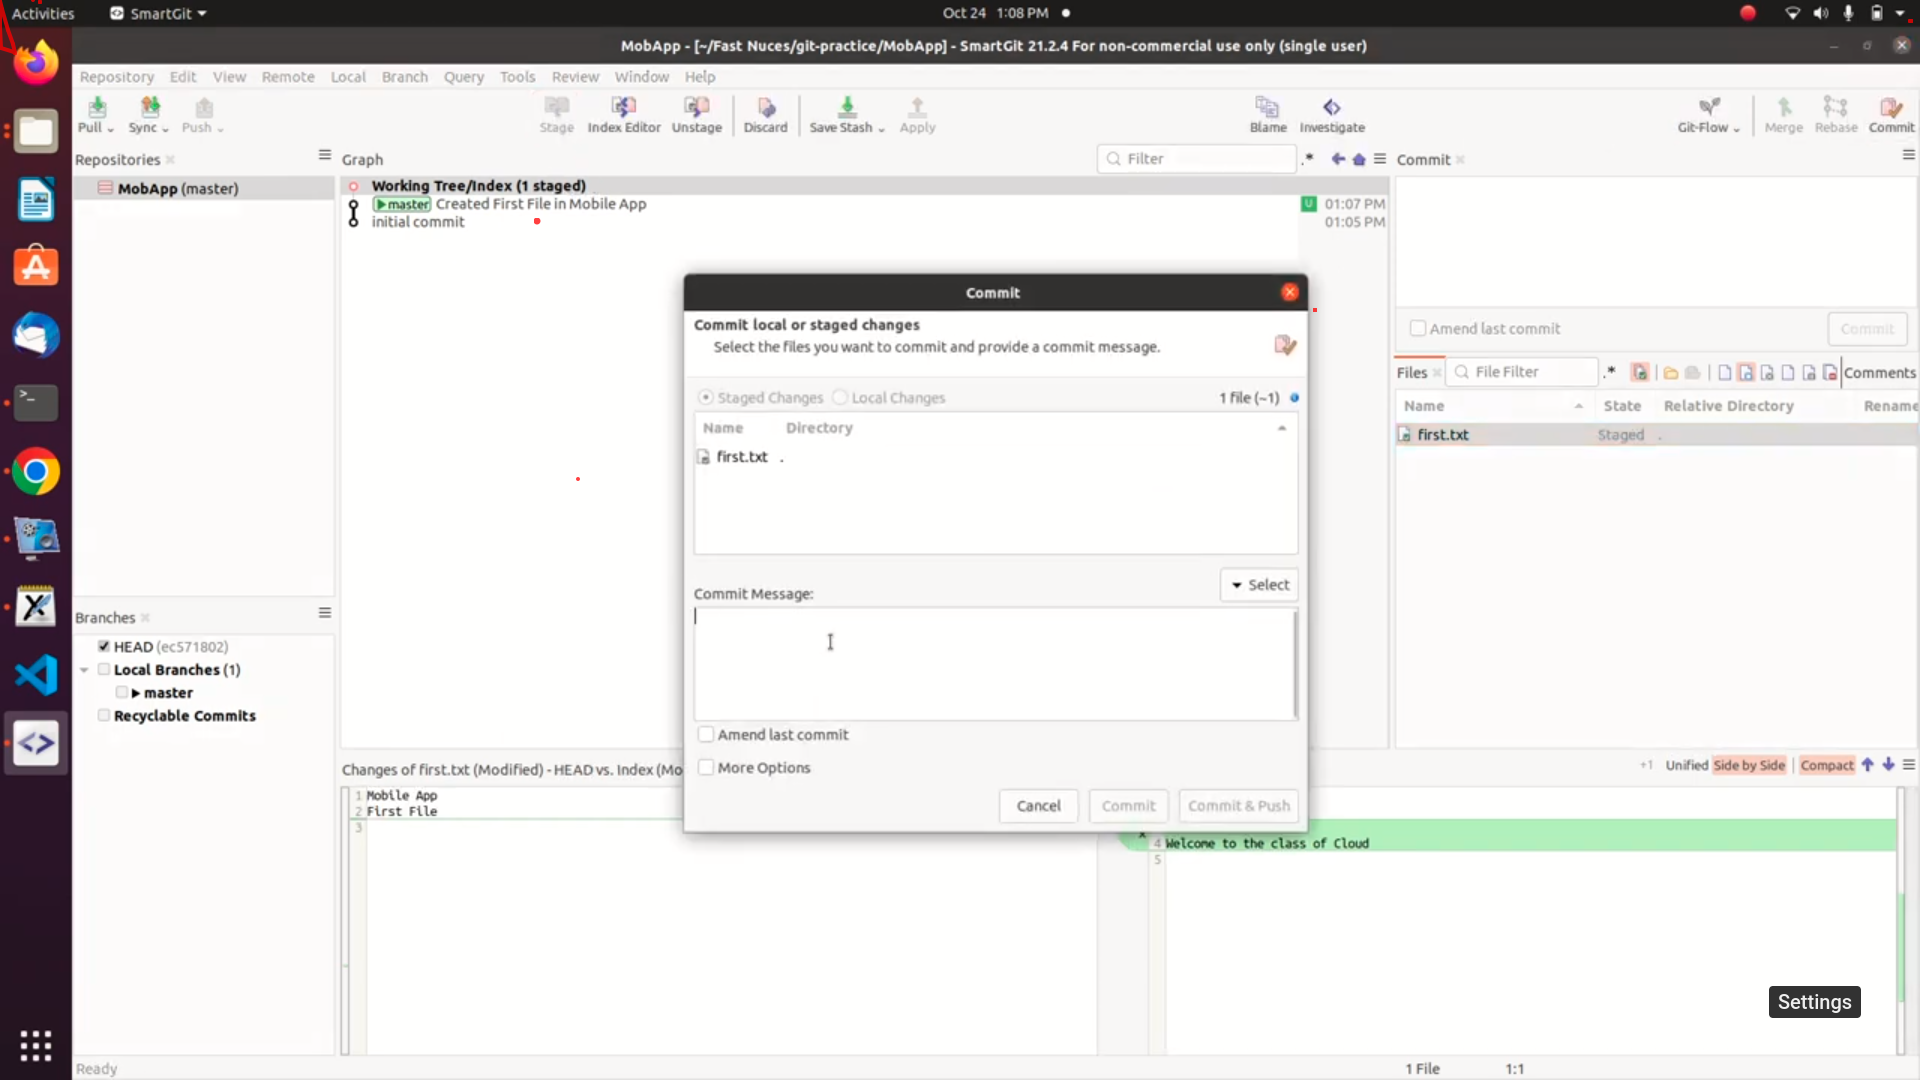 Activities SmartGit Oct 24 1:08 PM
MobApp - [~/Fast Nuces/git-practice/MobApp] - SmartGit 21.2.4 For non-commercial use only (single user)
Repository Edit View Remote Local Branch Query Tools Review Window Help
Pull Sync Push Stage Index Editor Unstage Discard Save Stash Apply Blame Investigate Git-Flow Merge Rebase Commit
Repositories
MobApp (master)
Graph
Filter .*
Working Tree/Index (1 staged)
master Created First File in Mobile App U 01:07 PM
initial commit 01:05 PM
Commit
Amend last commit Commit
Files File Filter .* Comments
Name State Relative Directory Rename
first.txt Staged .
Commit
Commit local or staged changes
Select the files you want to commit and provide a commit message.
Staged Changes Local Changes 1 file (~1)
Name Directory
first.txt .
Select
Commit Message:
Amend last commit
More Options
Cancel Commit Commit & Push
Branches
HEAD (ec571802)
Local Branches (1)
master
Recyclable Commits
Changes of first.txt (Modified) - HEAD vs. Index (Mo
+1 Unified Side by Side Compact
1 Mobile App
2 First File
3
4 Welcome to the class of Cloud
5
Settings
Ready 1 File 1:1